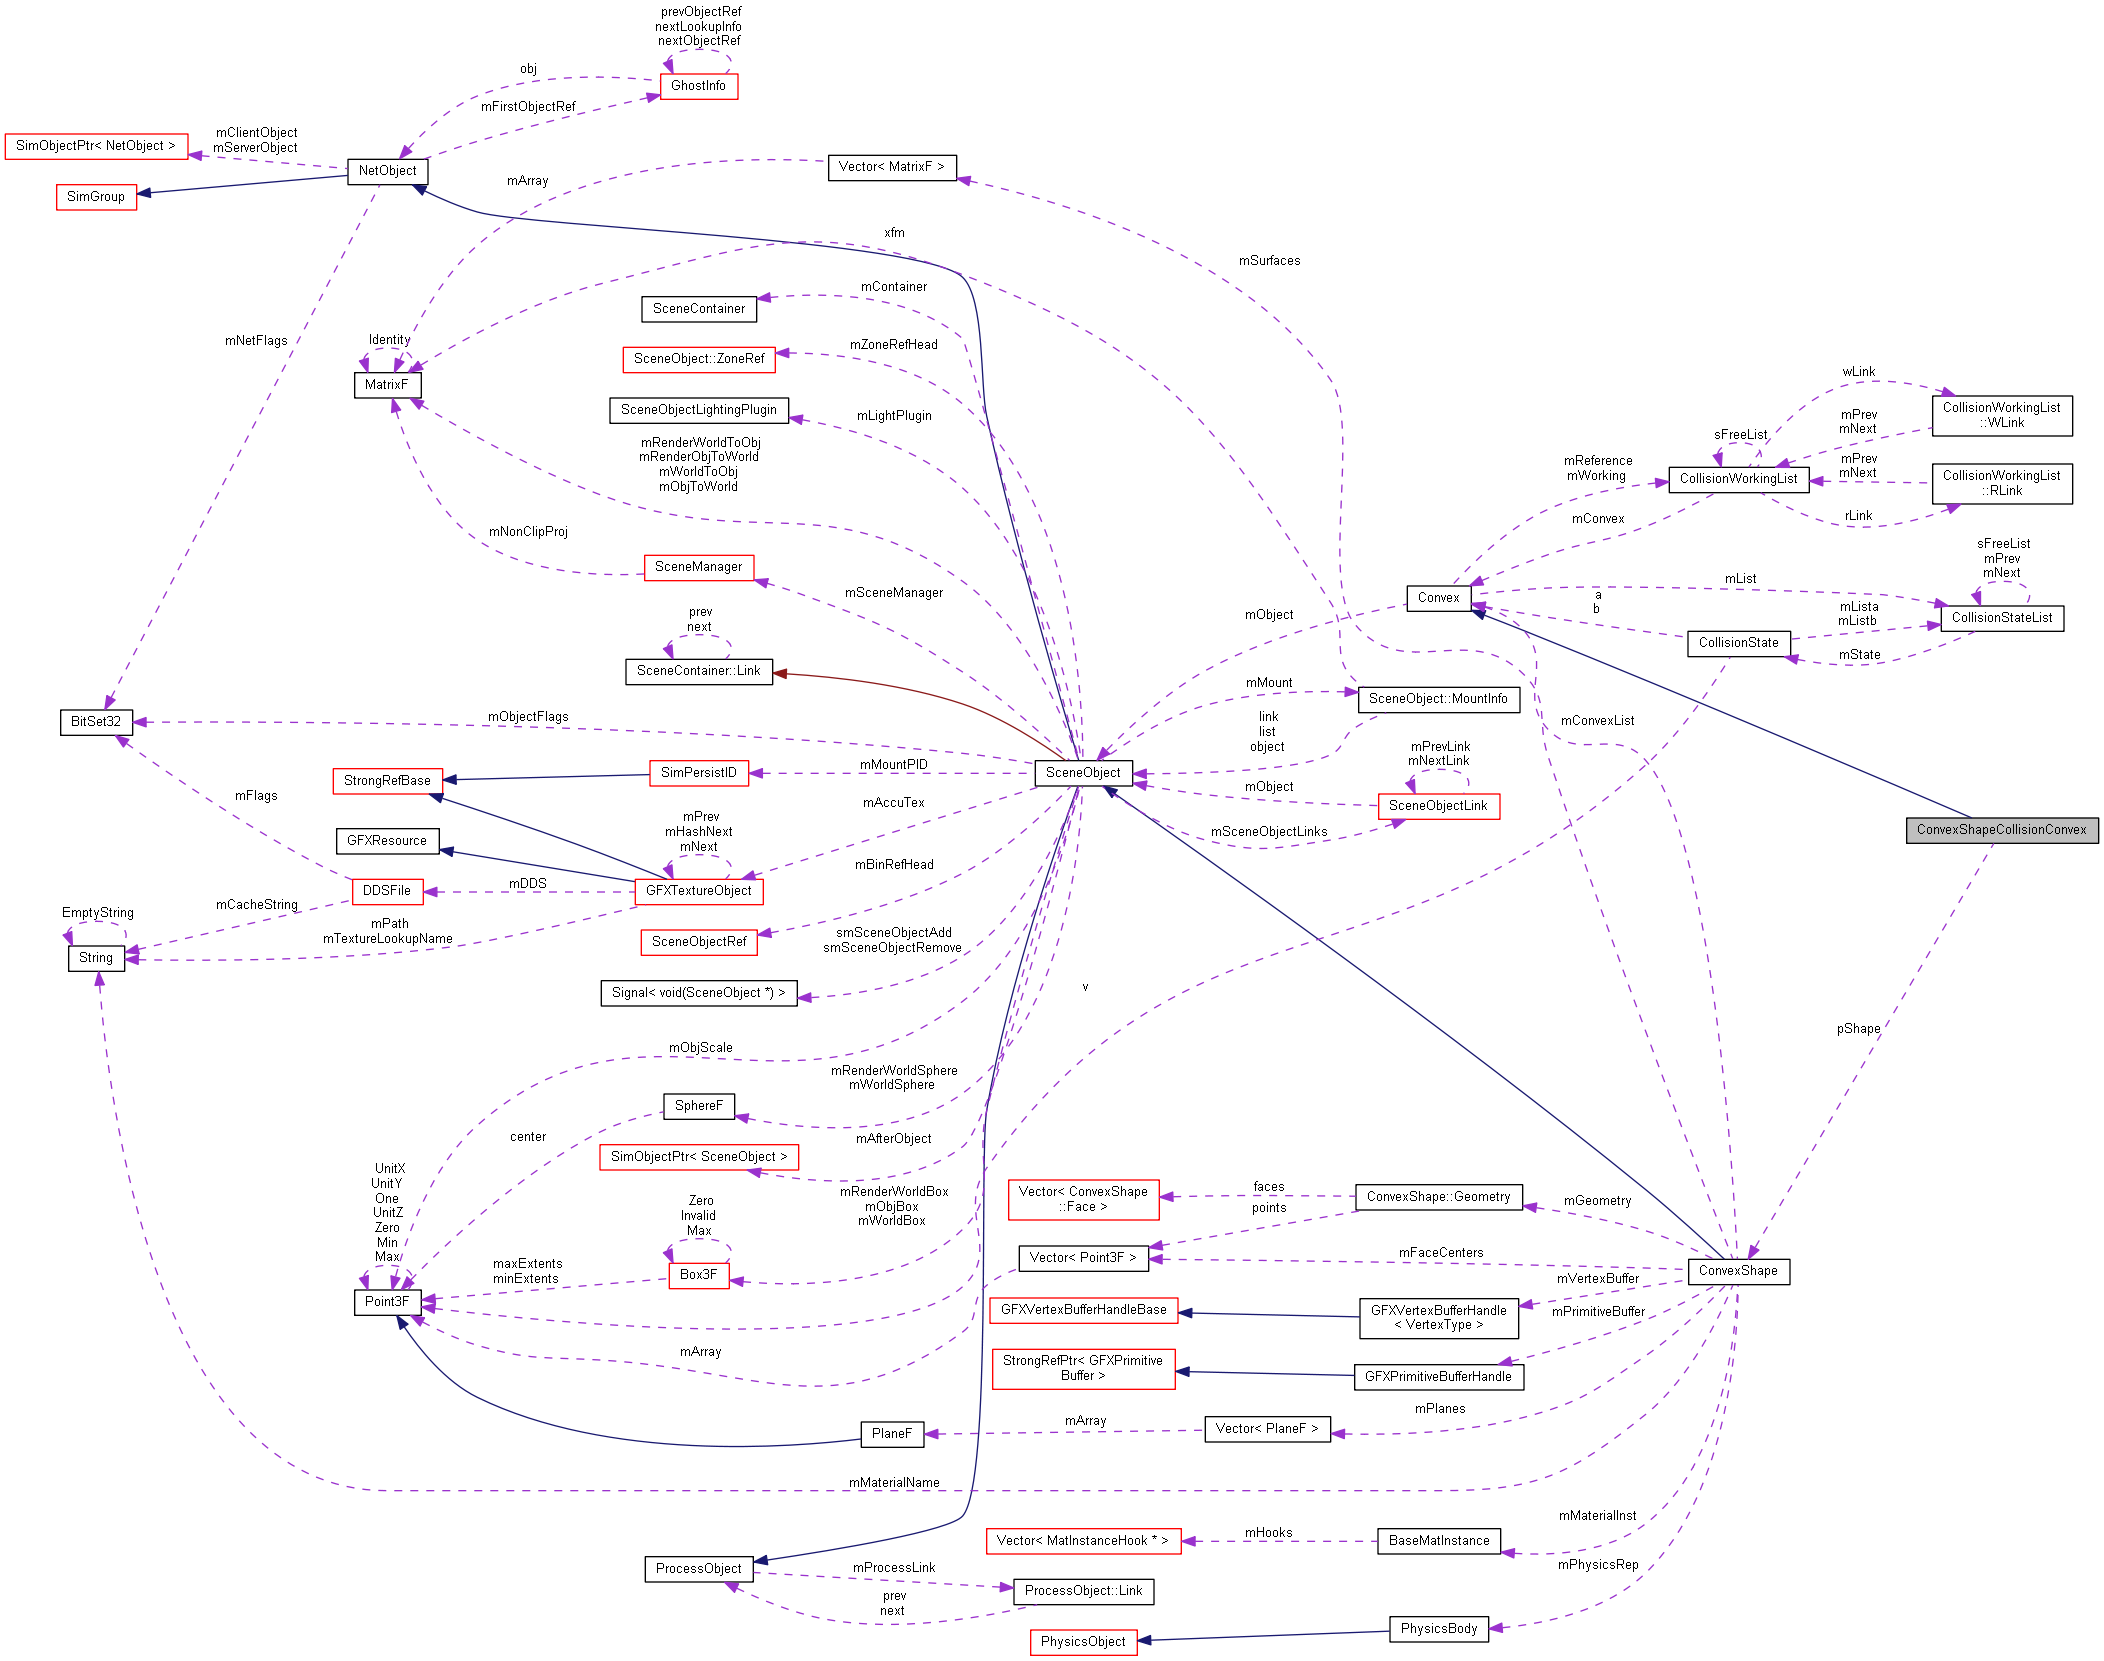 prevObjectRef
nextLookupInfo
nextObjectRef
obj
GhostInfo
mFirstObjectRef
mClientObject
mServerObject
SimObjectPtr< NetObject >
NetObject
SimGroup
Vector< MatrixF >
mArray
xfm
mSurfaces
mContainer
SceneContainer
mNetFlags
Identity
MatrixF
mZoneRefHead
SceneObject::ZoneRef
SceneObjectLightingPlugin
mLightPlugin
mRenderWorldToObj
mRenderObjToWorld
mWorldToObj
mObjToWorld
wLink
CollisionWorkingList
::WLink
mPrev
mNext
sFreeList
mReference
mWorking
CollisionWorkingList
mPrev
mNext
CollisionWorkingList
::RLink
rLink
mConvex
mNonClipProj
SceneManager
mSceneManager
sFreeList
mPrev
mNext
mList
Convex
a
b
mLista
mListb
CollisionStateList
CollisionState
mState
mObject
prev
next
SceneContainer::Link
mMount
SceneObject::MountInfo
link
list
object
mConvexList
BitSet32
mObjectFlags
mPrevLink
mNextLink
StrongRefBase
SimPersistID
mMountPID
SceneObject
mObject
SceneObjectLink
mSceneObjectLinks
ConvexShapeCollisionConvex
mFlags
mAccuTex
GFXResource
mPrev
mHashNext
mNext
mBinRefHead
DDSFile
mDDS
GFXTextureObject
mCacheString
EmptyString
mPath
mTextureLookupName
SceneObjectRef
smSceneObjectAdd
smSceneObjectRemove
String
Signal< void(SceneObject *) >
v
pShape
mObjScale
mRenderWorldSphere
mWorldSphere
SphereF
center
mAfterObject
SimObjectPtr< SceneObject >
UnitX
UnitY
One
UnitZ
Zero
Min
Max
Zero
Invalid
Max
mRenderWorldBox
mObjBox
mWorldBox
Vector< ConvexShape
::Face >
faces
points
ConvexShape::Geometry
mGeometry
Vector< Point3F >
mFaceCenters
ConvexShape
maxExtents
minExtents
Box3F
Point3F
mVertexBuffer
GFXVertexBufferHandleBase
GFXVertexBufferHandle
< VertexType >
mPrimitiveBuffer
mArray
StrongRefPtr< GFXPrimitive
Buffer >
GFXPrimitiveBufferHandle
mPlanes
PlaneF
mArray
Vector< PlaneF >
mMaterialName
mMaterialInst
Vector< MatInstanceHook * >
mHooks
BaseMatInstance
mPhysicsRep
ProcessObject
mProcessLink
ProcessObject::Link
prev
next
PhysicsBody
PhysicsObject